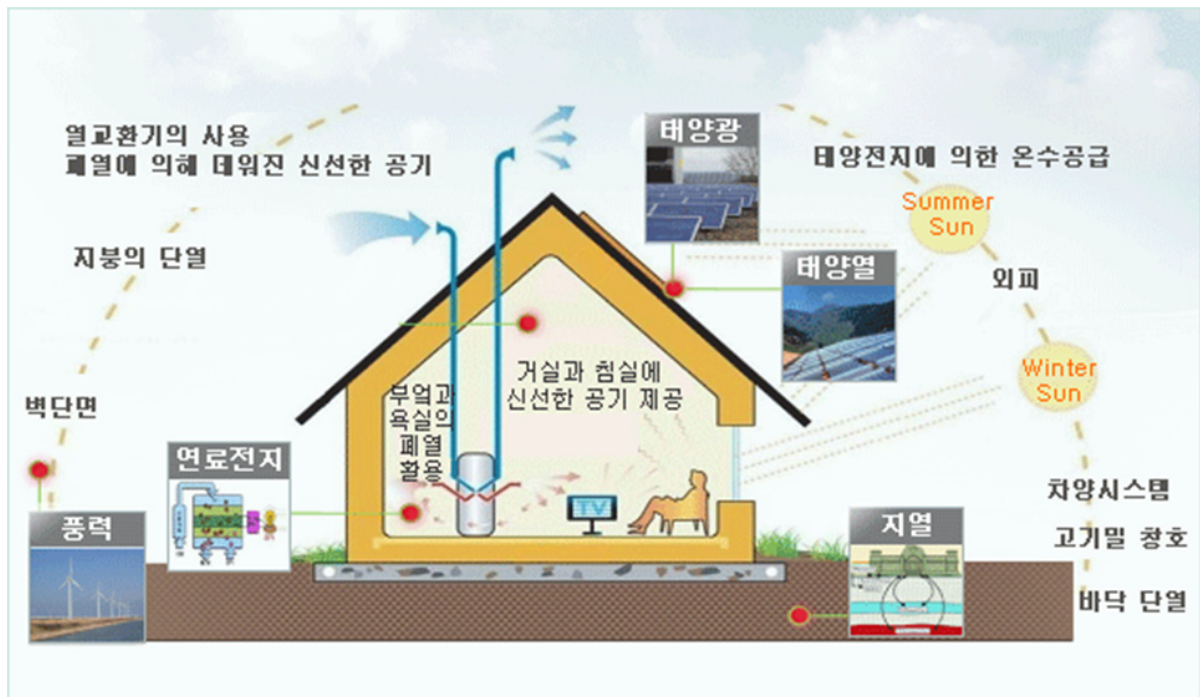 열교환기의 사용
폐열에 의해 데워진 신선한 공기
지붕의 단열
벽단면
풍력
연료전지
부엌과
욕실의
폐열
활용
거실과 침실에
신선한 공기 제공
TV
태양광
태양열
태양전지에 의한 온수공급
Summer
Sun
외피
Winter
Sun
차양시스템
고기밀 창호
바닥 단열
지열